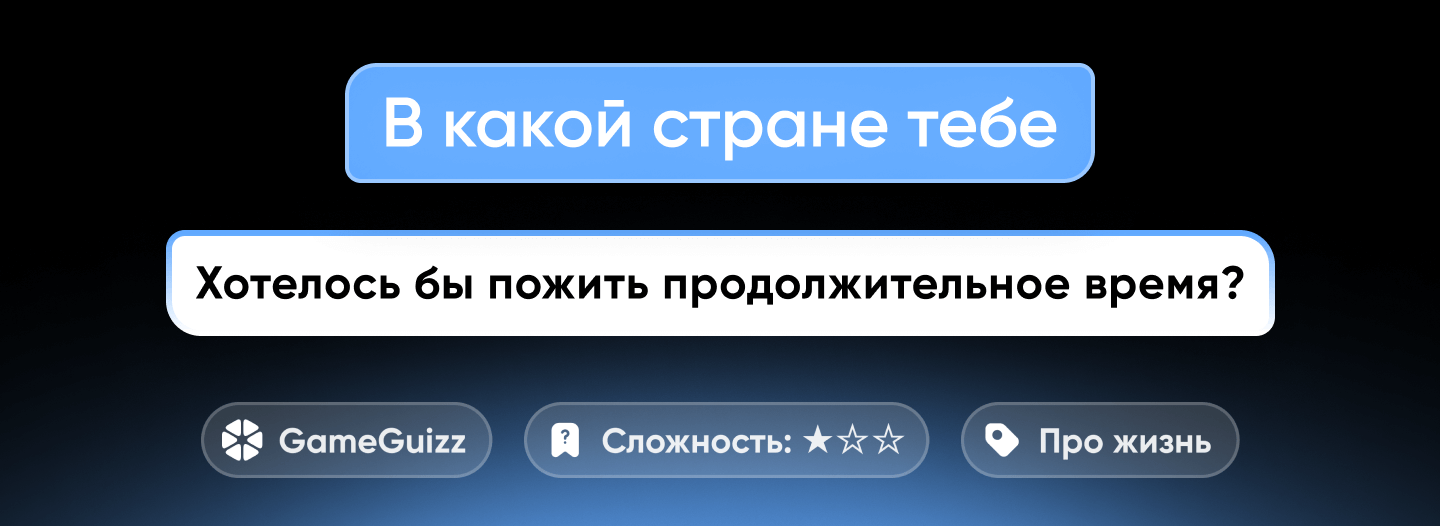 В какой стране тебе
Хотелось бы пожить продолжительное время?
GameGuizz
Сложность: ★☆☆
Про жизнь